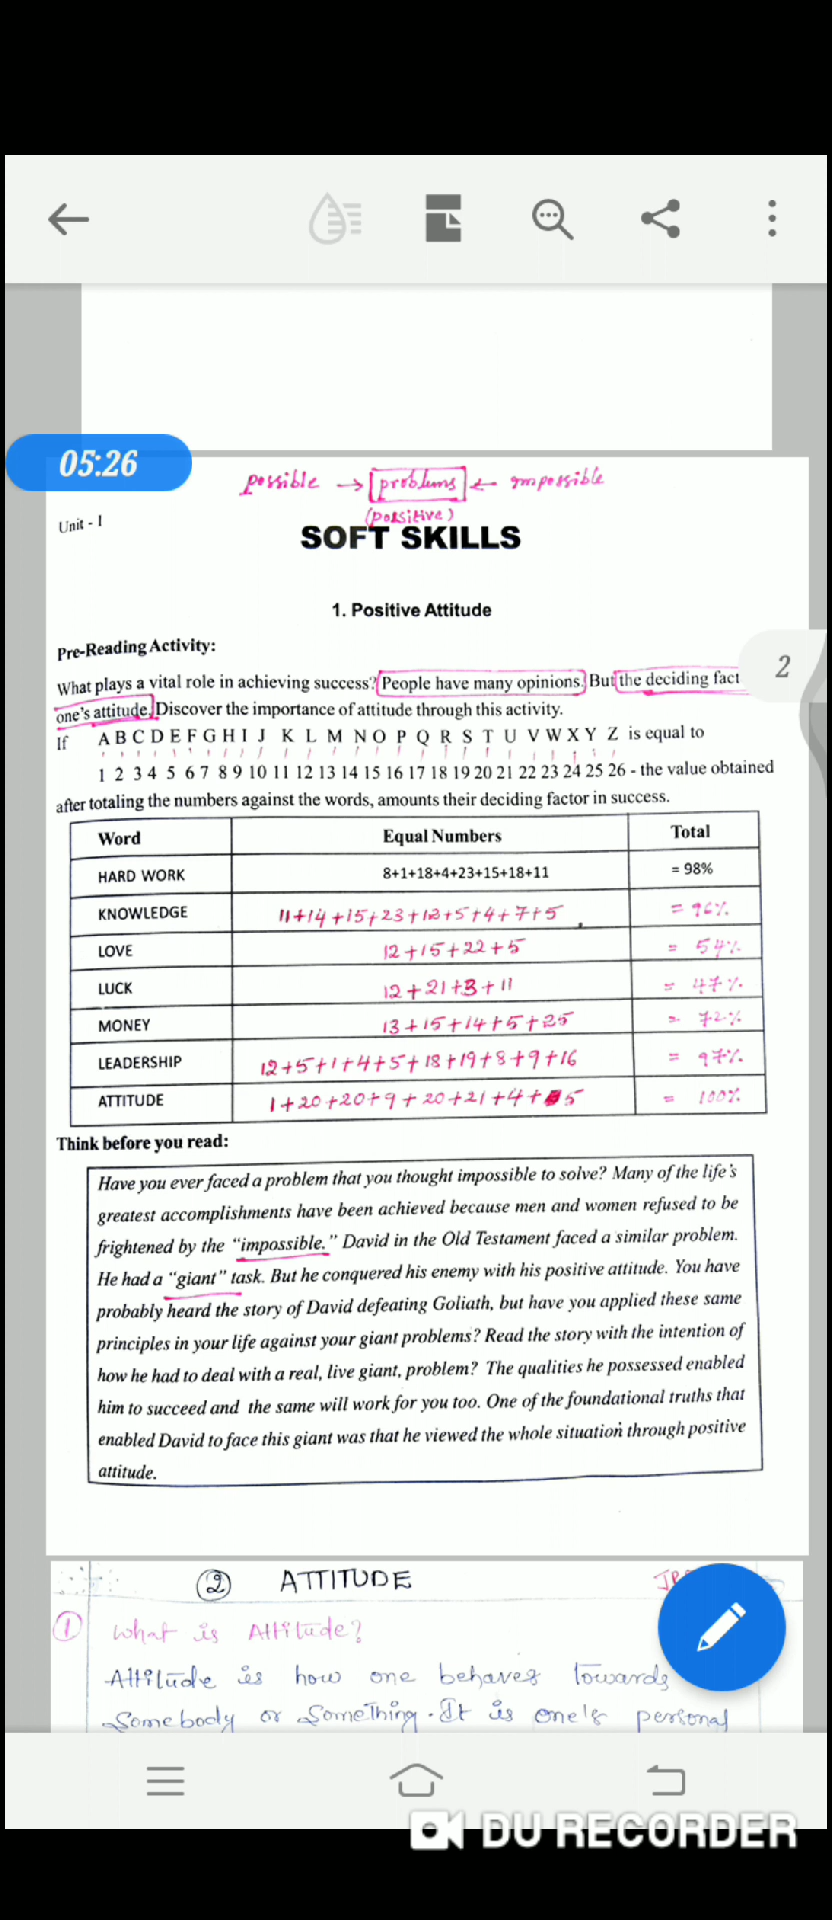 05:26
possible → problems ← impossible
(possitive)
Unit - I
SOFT SKILLS
1. Positive Attitude
Pre-Reading Activity:
What plays a vital role in achieving success? People have many opinions. But the deciding fact
2
one's attitude. Discover the importance of attitude through this activity.
If A B C D E F G H I J K L M N O P Q R S T U V W X Y Z is equal to
1 2 3 4 5 6 7 8 9 10 11 12 13 14 15 16 17 18 19 20 21 22 23 24 25 26 - the value obtained
after totaling the numbers against the words, amounts their deciding factor in success.
Word Equal Numbers Total
HARD WORK 8+1+18+4+23+15+18+11 = 98%
KNOWLEDGE 11+14+15+23+12+5+4+7+5 = 96%
LOVE 12+15+22+5 = 54%
LUCK 12+21+3+11 = 47%
MONEY 13+15+14+5+25 = 72%
LEADERSHIP 12+5+1+4+5+18+19+8+9+16 = 97%
ATTITUDE 1+20+20+9+20+21+4+5 = 100%
Think before you read:
Have you ever faced a problem that you thought impossible to solve? Many of the life's
greatest accomplishments have been achieved because men and women refused to be
frightened by the "impossible." David in the Old Testament faced a similar problem.
He had a "giant" task. But he conquered his enemy with his positive attitude. You have
probably heard the story of David defeating Goliath, but have you applied these same
principles in your life against your giant problems? Read the story with the intention of
how he had to deal with a real, live giant, problem? The qualities he possessed enabled
him to succeed and the same will work for you too. One of the foundational truths that
enabled David to face this giant was that he viewed the whole situation through positive
attitude.
2 ATTITUDE
1 What is Attitude?
Attitude is how one behaves towards
Somebody or Something. It is one's personal
DU RECORDER